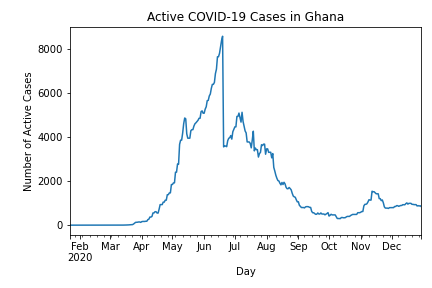 Active COVID-19 Cases in Ghana
Number of Active Cases
8000
6000
4000
2000
0
Feb Mar Apr May Jun Jul Aug Sep Oct Nov Dec
2020
Day